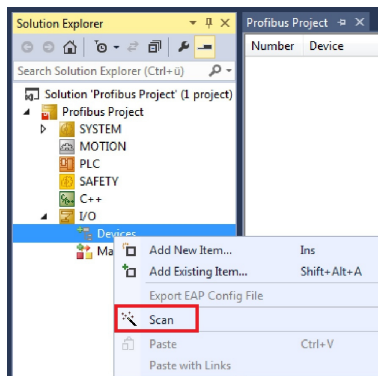 Solution Explorer
Profibus Project
Number Device
Search Solution Explorer (Ctrl+ü)
Solution 'Profibus Project' (1 project)
Profibus Project
SYSTEM
MOTION
PLC
SAFETY
C++
I/O
Devices
Ma
Add New Item... Ins
Add Existing Item... Shift+Alt+A
Export EAP Config File
Scan
Paste Ctrl+V
Paste with Links